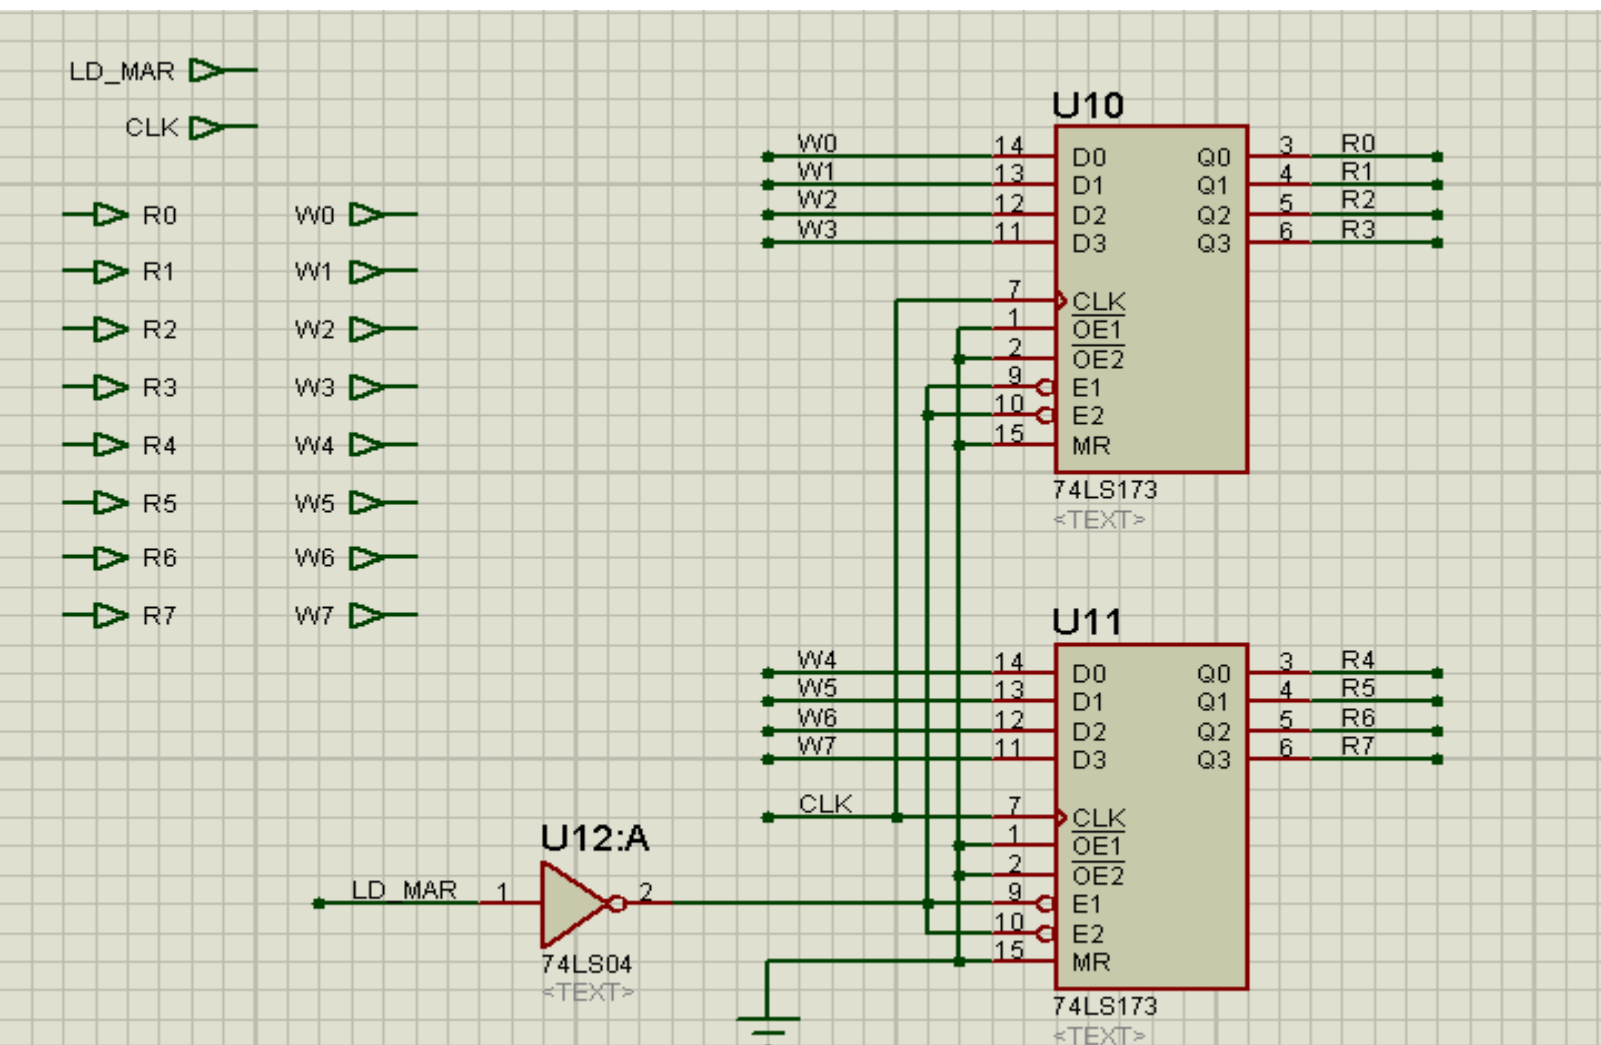 LD_MAR
CLK
R0 W0
R1 W1
R2 W2
R3 W3
R4 W4
R5 W5
R6 W6
R7 W7
U10
W0 14 D0 Q0 3 R0
W1 13 D1 Q1 4 R1
W2 12 D2 Q2 5 R2
W3 11 D3 Q3 6 R3
7 CLK
1 OE1
2 OE2
9 E1
10 E2
15 MR
74LS173
<TEXT>
U11
W4 14 D0 Q0 3 R4
W5 13 D1 Q1 4 R5
W6 12 D2 Q2 5 R6
W7 11 D3 Q3 6 R7
CLK 7 CLK
1 OE1
2 OE2
9 E1
10 E2
15 MR
74LS173
<TEXT>
U12:A
LD_MAR 1 2
74LS04
<TEXT>